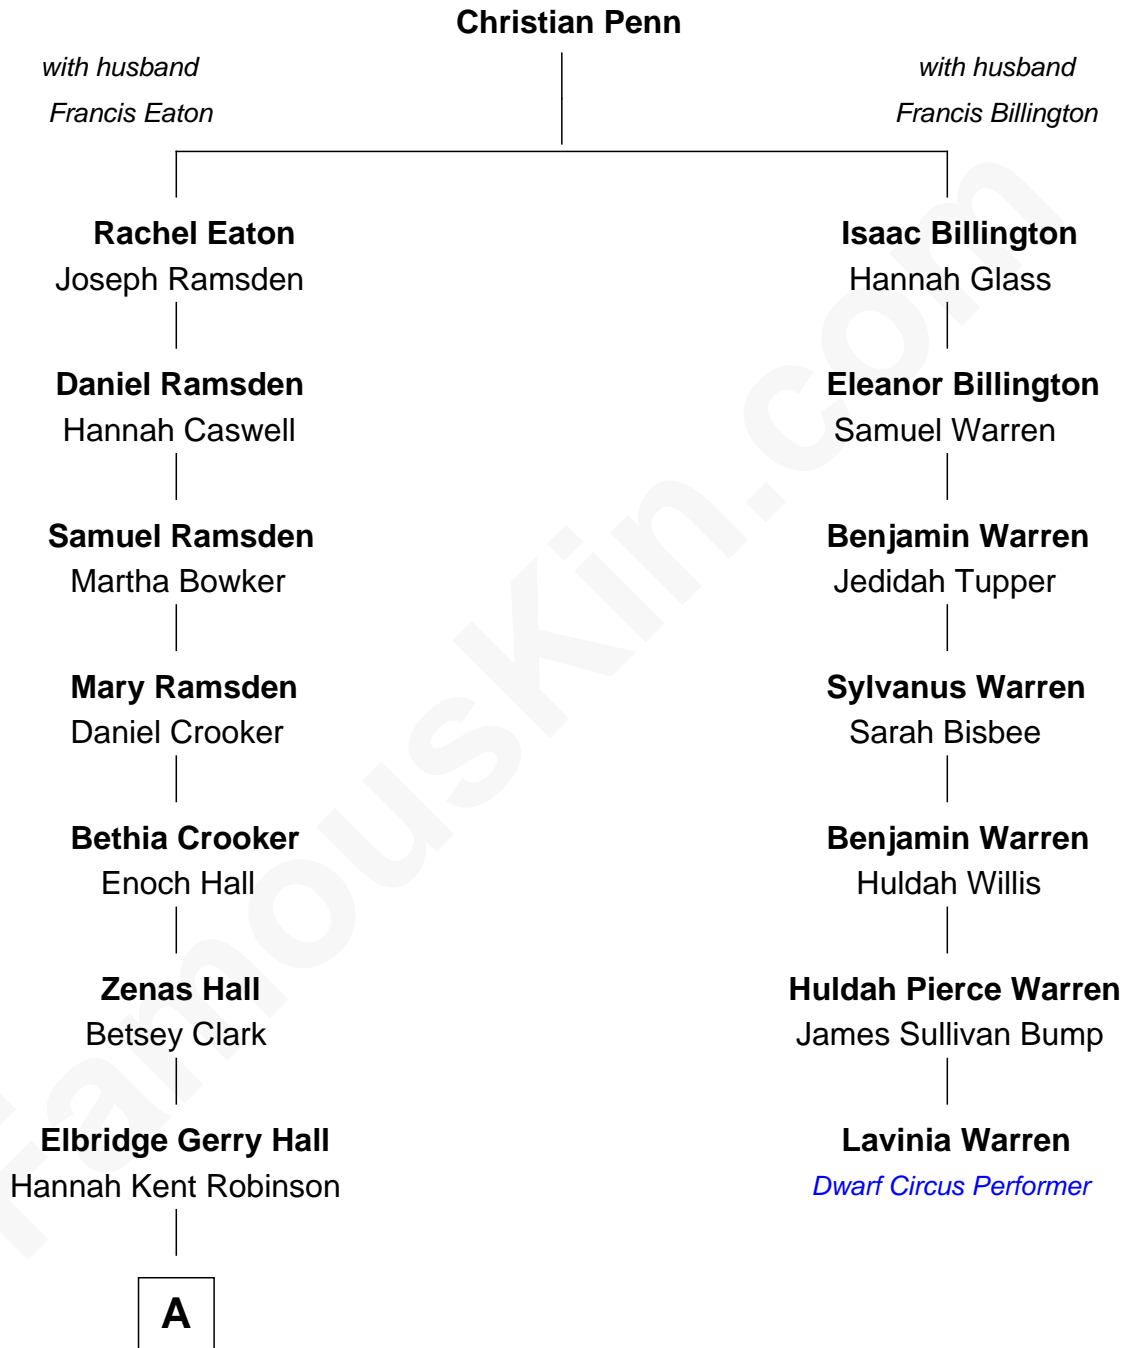 Christian Penn
with husband
Francis Eaton
with husband
Francis Billington
Rachel Eaton
Joseph Ramsden
Daniel Ramsden
Hannah Caswell
Samuel Ramsden
Martha Bowker
Mary Ramsden
Daniel Crooker
Bethia Crooker
Enoch Hall
Zenas Hall
Betsey Clark
Elbridge Gerry Hall
Hannah Kent Robinson
A
Isaac Billington
Hannah Glass
Eleanor Billington
Samuel Warren
Benjamin Warren
Jedidah Tupper
Sylvanus Warren
Sarah Bisbee
Benjamin Warren
Huldah Willis
Huldah Pierce Warren
James Sullivan Bump
Lavinia Warren
Dwarf Circus Performer
FamousKin.com